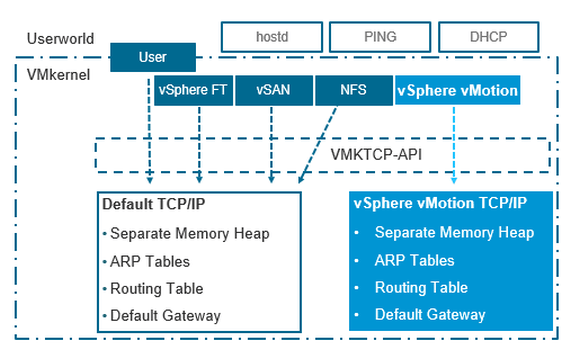 Userworld
hostd
PING
DHCP
User
VMkernel
vSphere FT
vSAN
NFS
vSphere vMotion
VMKTCP-API
Default TCP/IP
• Separate Memory Heap
• ARP Tables
• Routing Table
• Default Gateway
vSphere vMotion TCP/IP
• Separate Memory Heap
• ARP Tables
• Routing Table
• Default Gateway